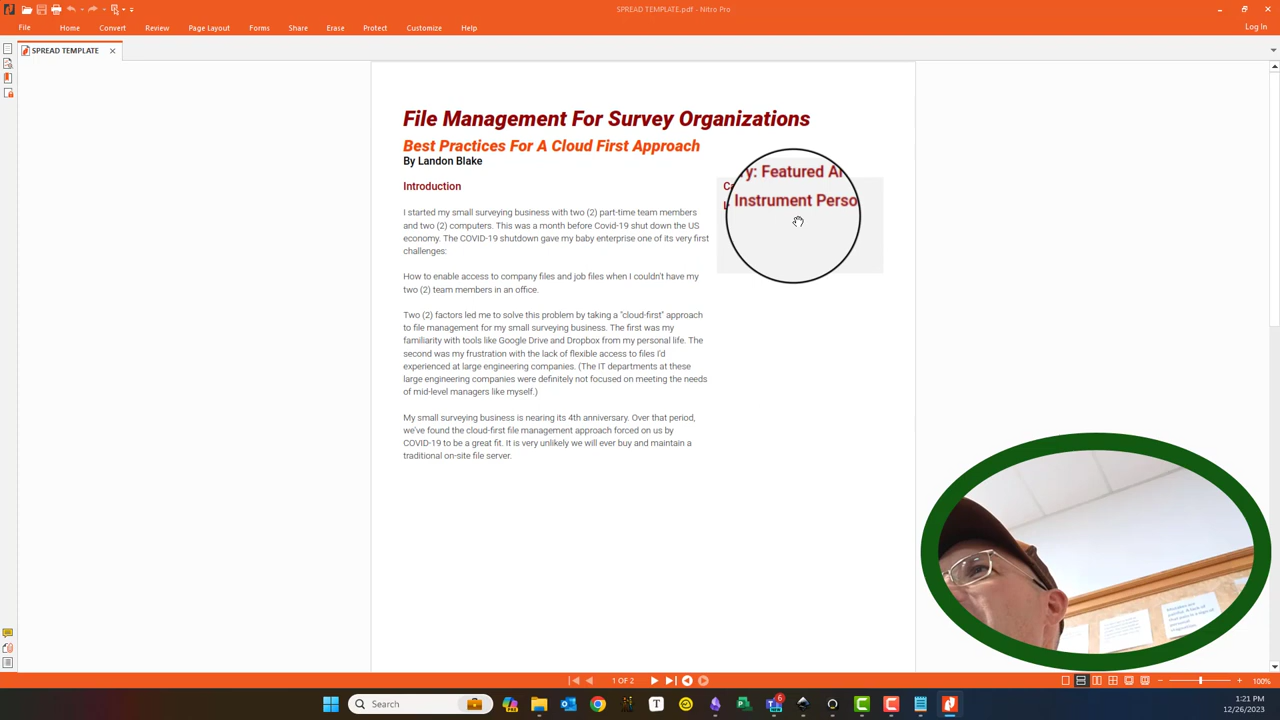 SPREAD TEMPLATE.pdf - Nitro Pro
File Home Convert Review Page Layout Forms Share Erase Protect Customize Help
Log In
SPREAD TEMPLATE
File Management For Survey Organizations
Best Practices For A Cloud First Approach
By Landon Blake
Introduction
I started my small surveying business with two (2) part-time team members
and two (2) computers. This was a month before Covid-19 shut down the US
economy. The COVID-19 shutdown gave my baby enterprise one of its very first
challenges:
How to enable access to company files and job files when I couldn't have my
two (2) team members in an office.
Two (2) factors led me to solve this problem by taking a "cloud-first" approach
to file management for my small surveying business. The first was my
familiarity with tools like Google Drive and Dropbox from my personal life. The
second was my frustration with the lack of flexible access to files I'd
experienced at large engineering companies. (The IT departments at these
large engineering companies were definitely not focused on meeting the needs
of mid-level managers like myself.)
My small surveying business is nearing its 4th anniversary. Over that period,
we've found the cloud-first file management approach forced on us by
COVID-19 to be a great fit. It is very unlikely we will ever buy and maintain a
traditional on-site file server.
ry: Featured Ar
Instrument Perso
1 OF 2
100%
Search
6
1:21 PM
12/26/2023